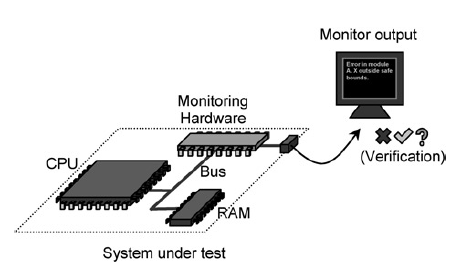 Monitor output
Error in module
A. X outside safe
bounds.
Monitoring
Hardware
(Verification)
CPU
Bus
RAM
System under test